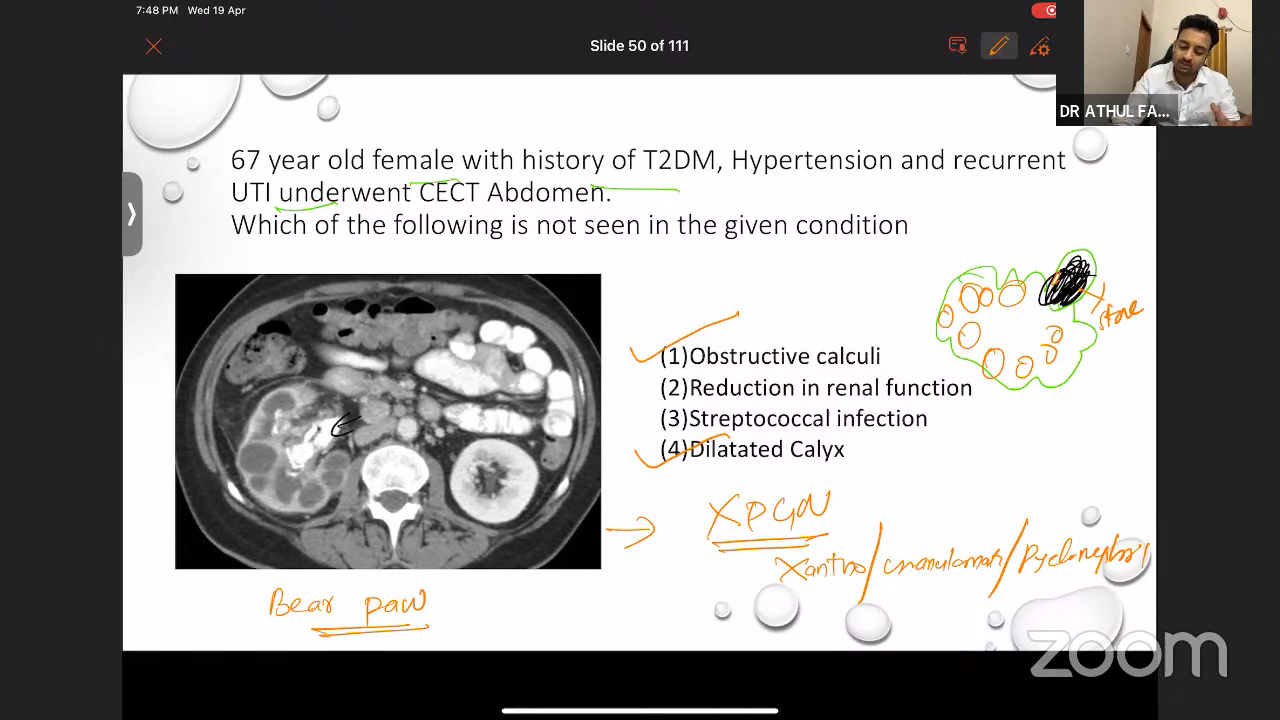 7:48 PM Wed 19 Apr
Slide 50 of 111
DR ATHUL FA...
67 year old female with history of T2DM, Hypertension and recurrent
UTI underwent CECT Abdomen.
Which of the following is not seen in the given condition
stone
(1)Obstructive calculi
(2)Reduction in renal function
(3)Streptococcal infection
(4)Dilatated Calyx
XPGN
Xantho/
Bear paw
zoom